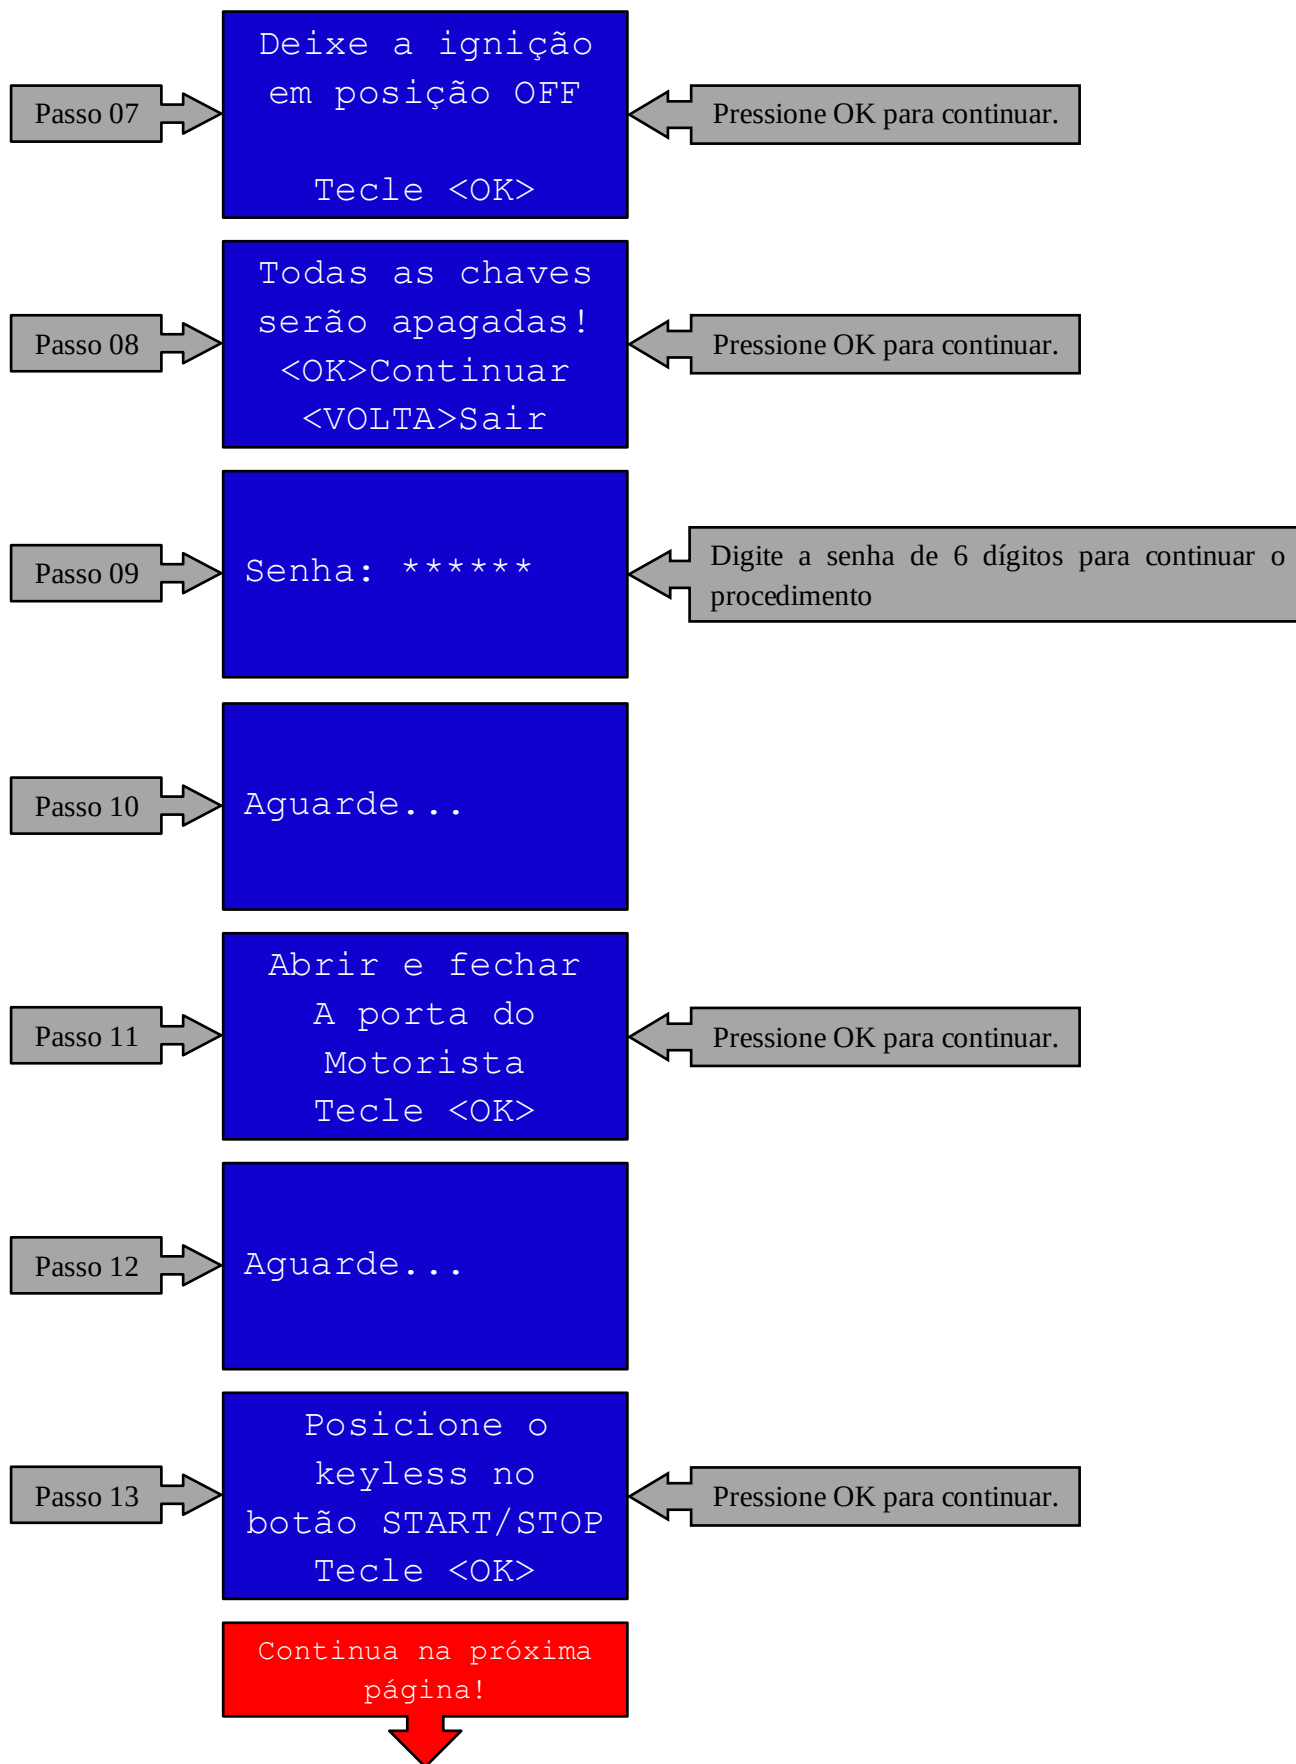 Deixe a ignição
em posição OFF
Tecle <OK>
Passo 07
Pressione OK para continuar.
Todas as chaves
serão apagadas!
<OK>Continuar
<VOLTA>Sair
Passo 08
Pressione OK para continuar.
Passo 09
Senha: ******
Digite a senha de 6 dígitos para continuar o
procedimento
Passo 10
Aguarde...
Abrir e fechar
A porta do
Motorista
Tecle <OK>
Passo 11
Pressione OK para continuar.
Passo 12
Aguarde...
Posicione o
keyless no
botão START/STOP
Tecle <OK>
Passo 13
Pressione OK para continuar.
Continua na próxima
página!